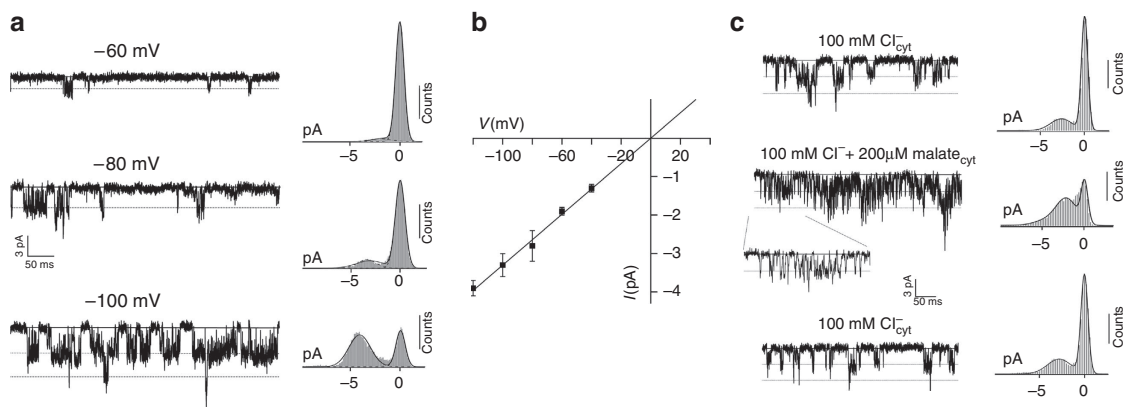 a
−60 mV
pA
−5
0
Counts
−80 mV
pA
−5
0
Counts
3 pA
50 ms
−100 mV
pA
−5
0
Counts
b
V(mV)
−100
−60
−20
20
−1
−2
−3
−4
I(pA)
c
100 mM Cl⁻cyt
pA
−5
0
Counts
100 mM Cl⁻ + 200μM malatecyt
pA
−5
0
Counts
3 pA
50 ms
100 mM Cl⁻cyt
pA
−5
0
Counts